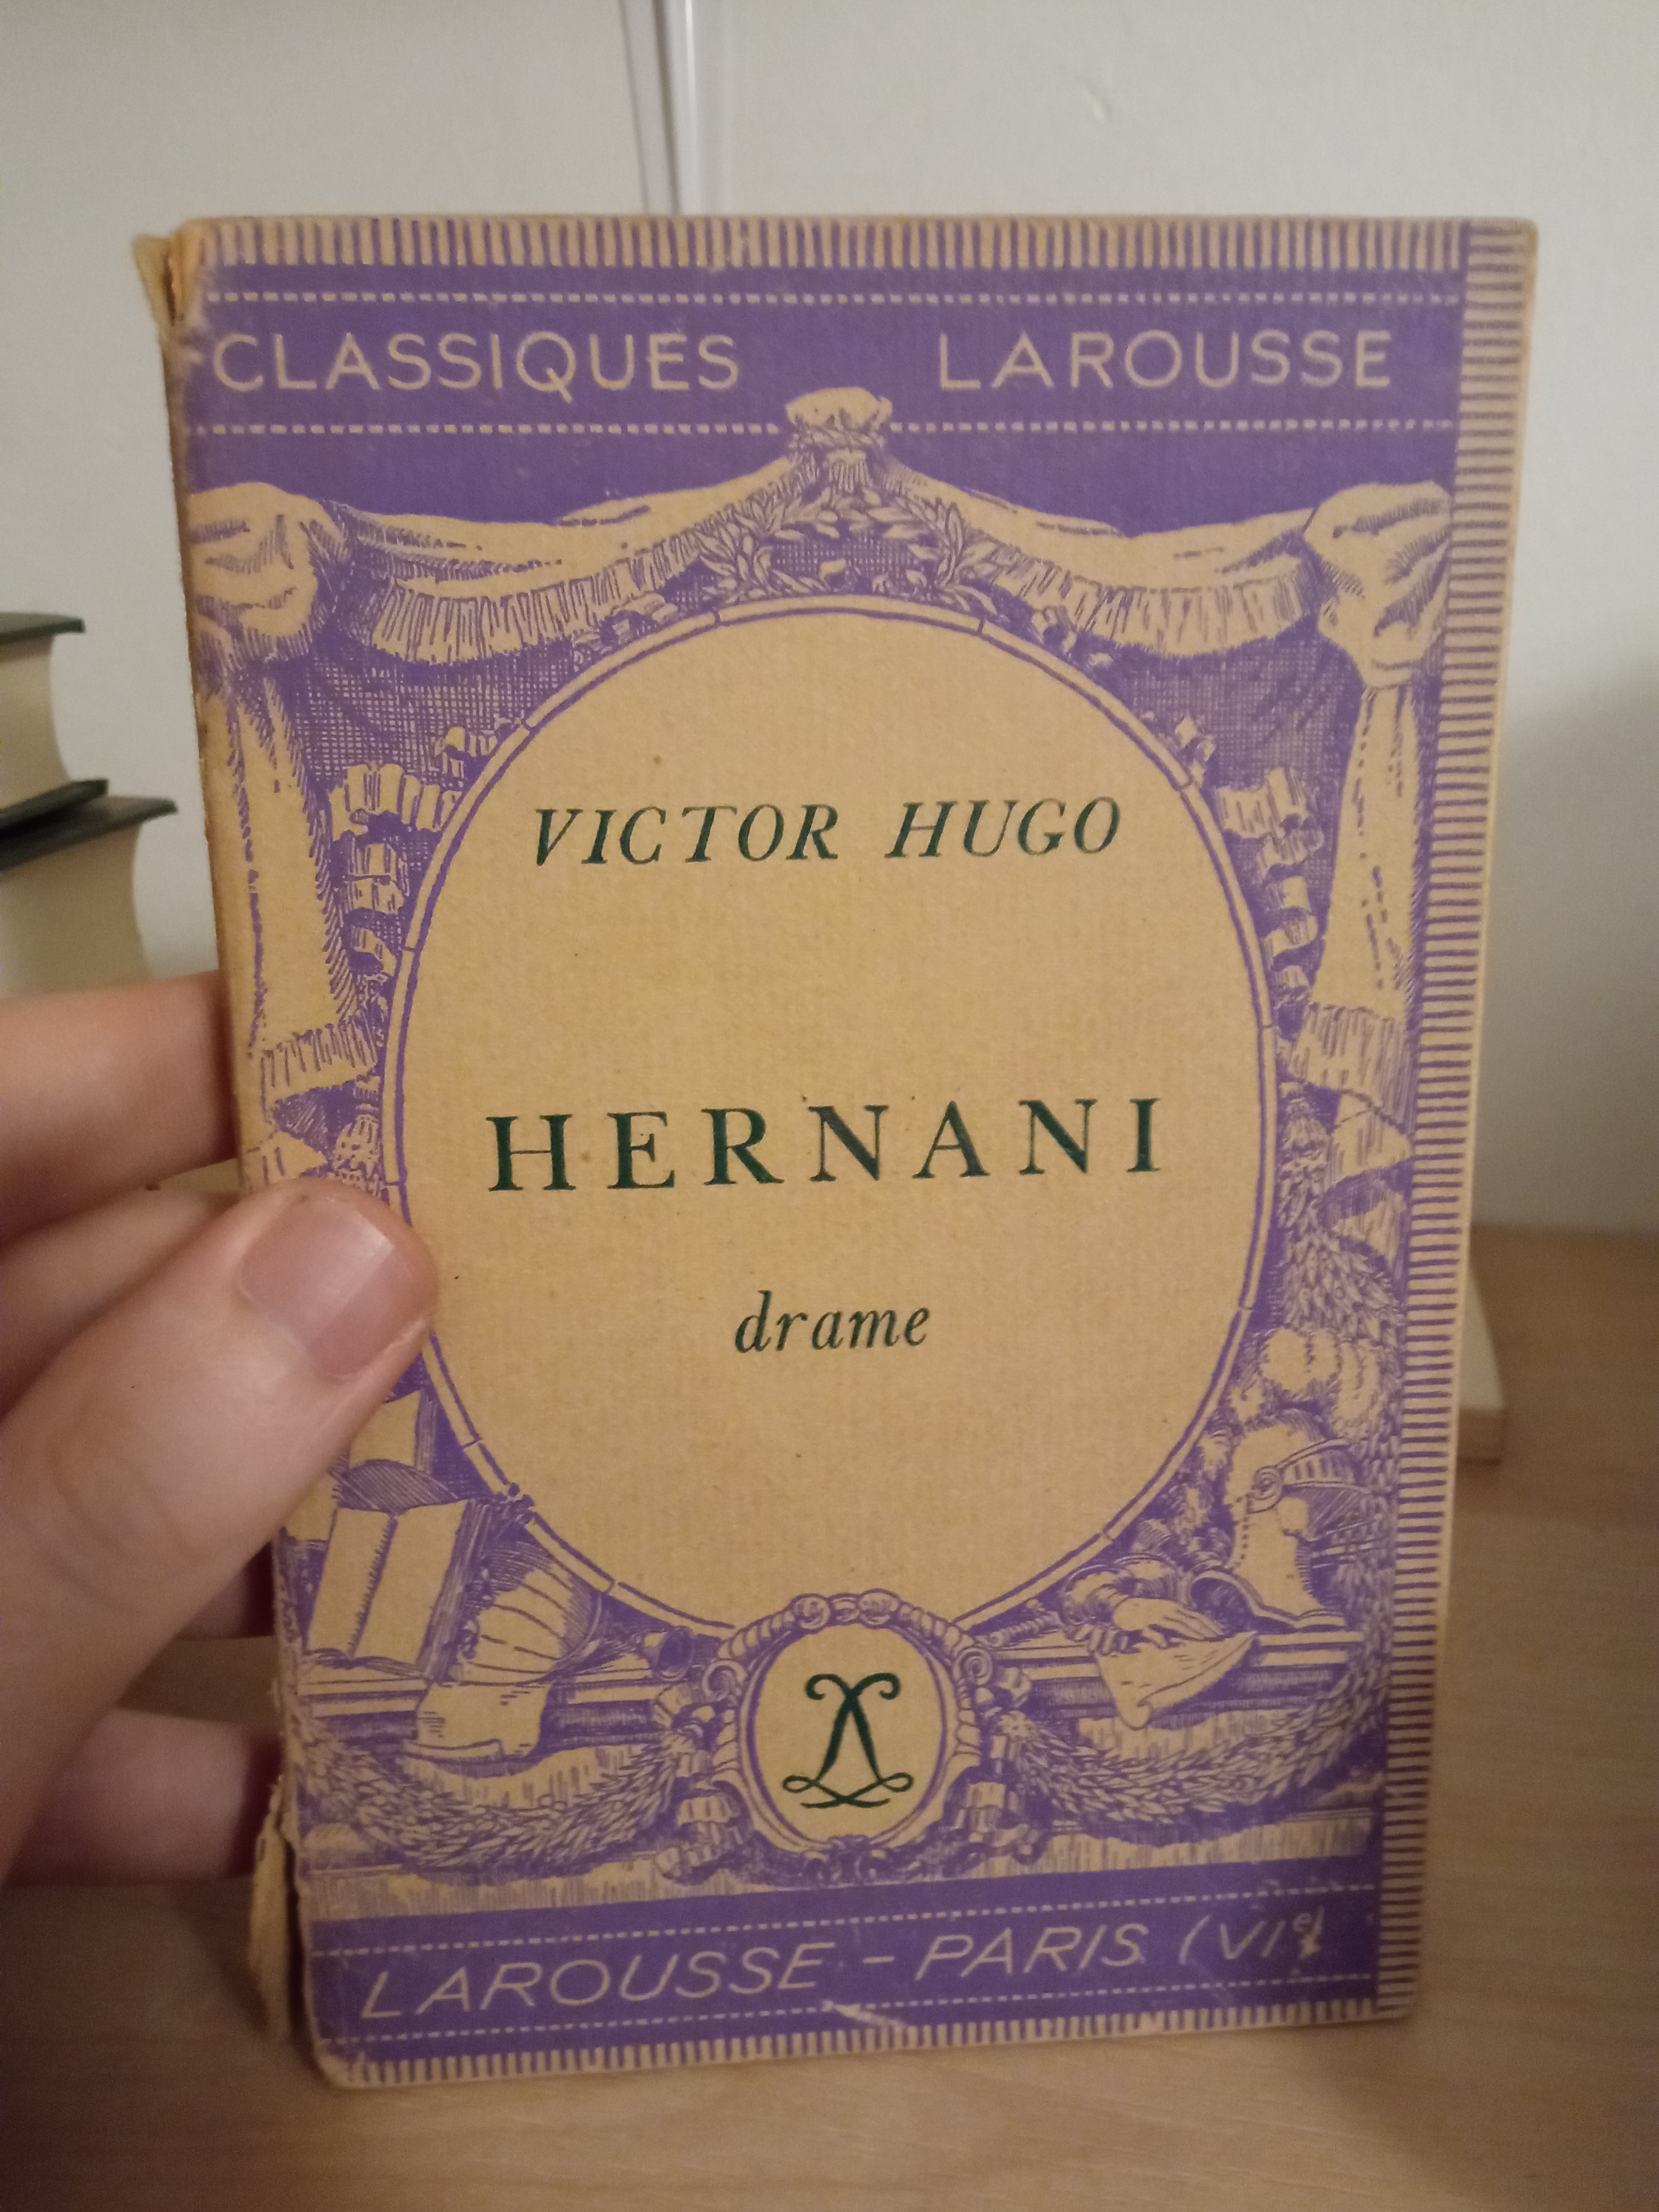 CLASSIQUES LAROUSSE
VICTOR HUGO
HERNANI
drame
LAROUSSE - PARIS (VIe)